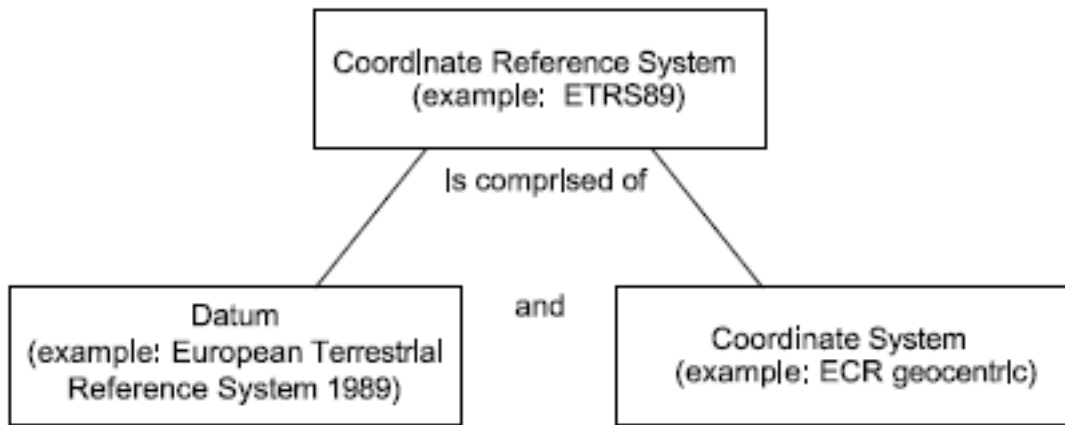 Coordinate Reference System
(example: ETRS89)
Is comprised of
and
Datum
(example: European Terrestrial
Reference System 1989)
Coordinate System
(example: ECR geocentric)